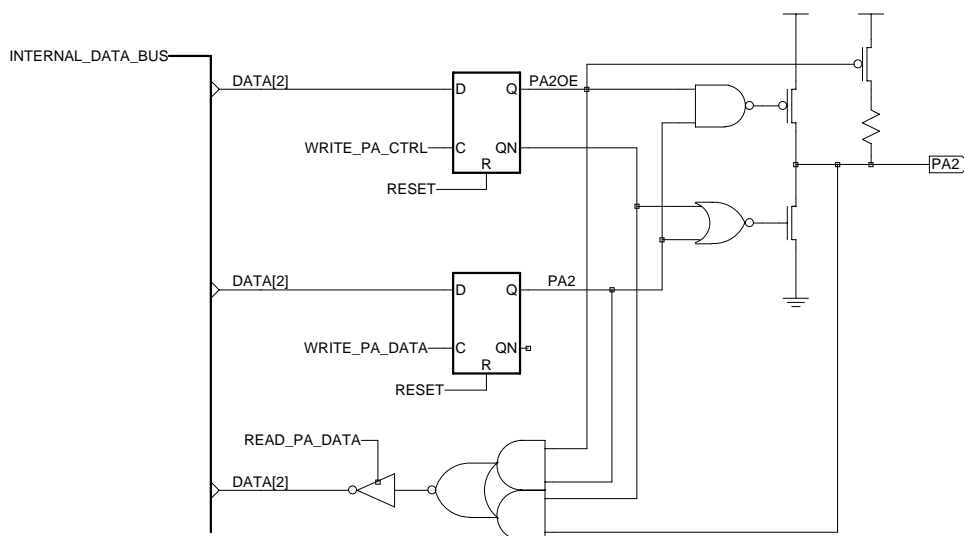 INTERNAL_DATA_BUS
DATA[2]
D Q
PA2OE
WRITE_PA_CTRL
C QN
R
RESET
PA2
DATA[2]
D Q
PA2
WRITE_PA_DATA
C QN
R
RESET
READ_PA_DATA
DATA[2]